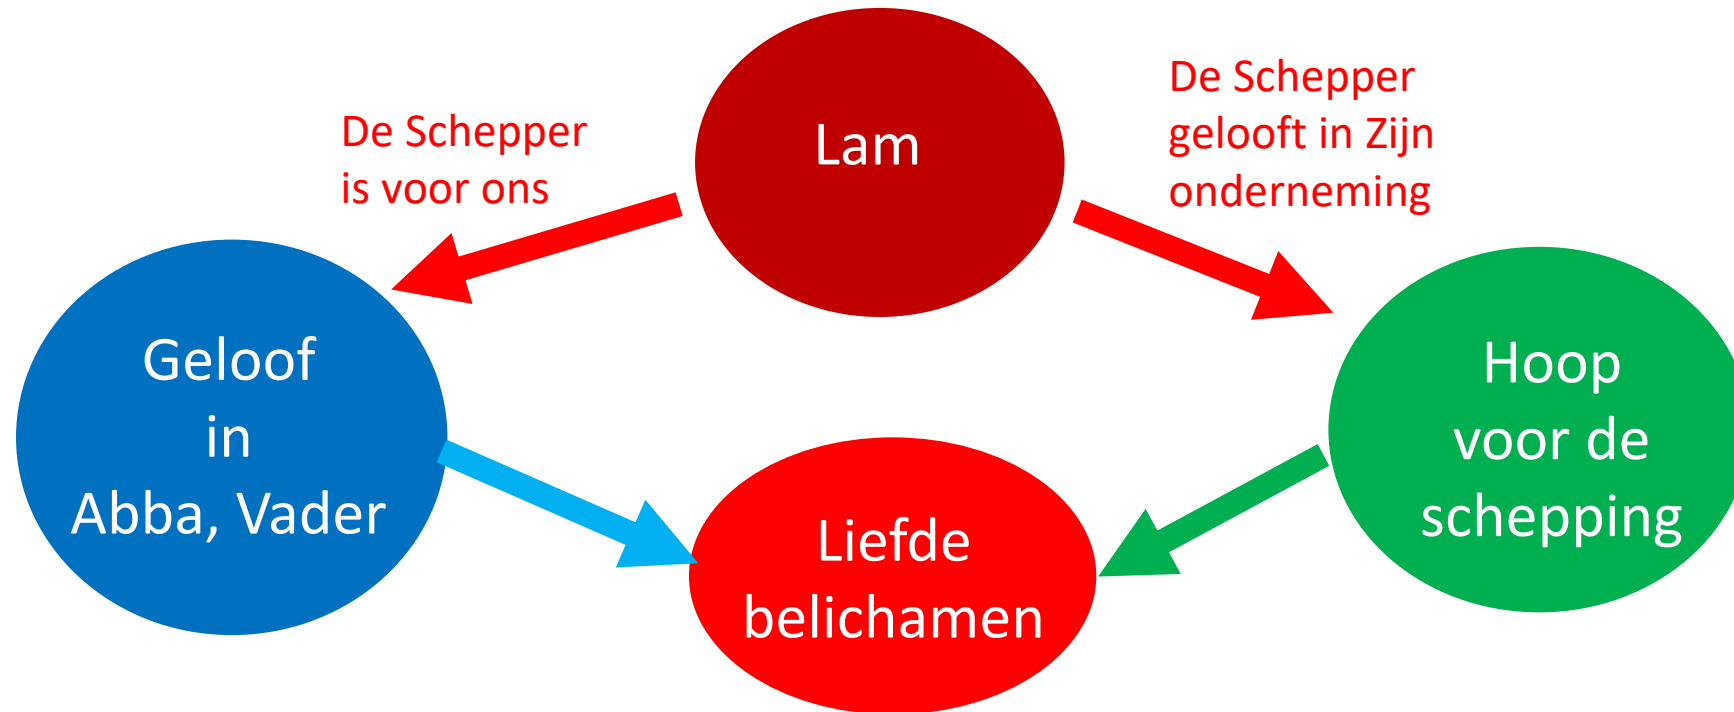 Lam
De Schepper
is voor ons
De Schepper
gelooft in Zijn
onderneming
Geloof
in
Abba, Vader
Hoop
voor de
schepping
Liefde
belichamen